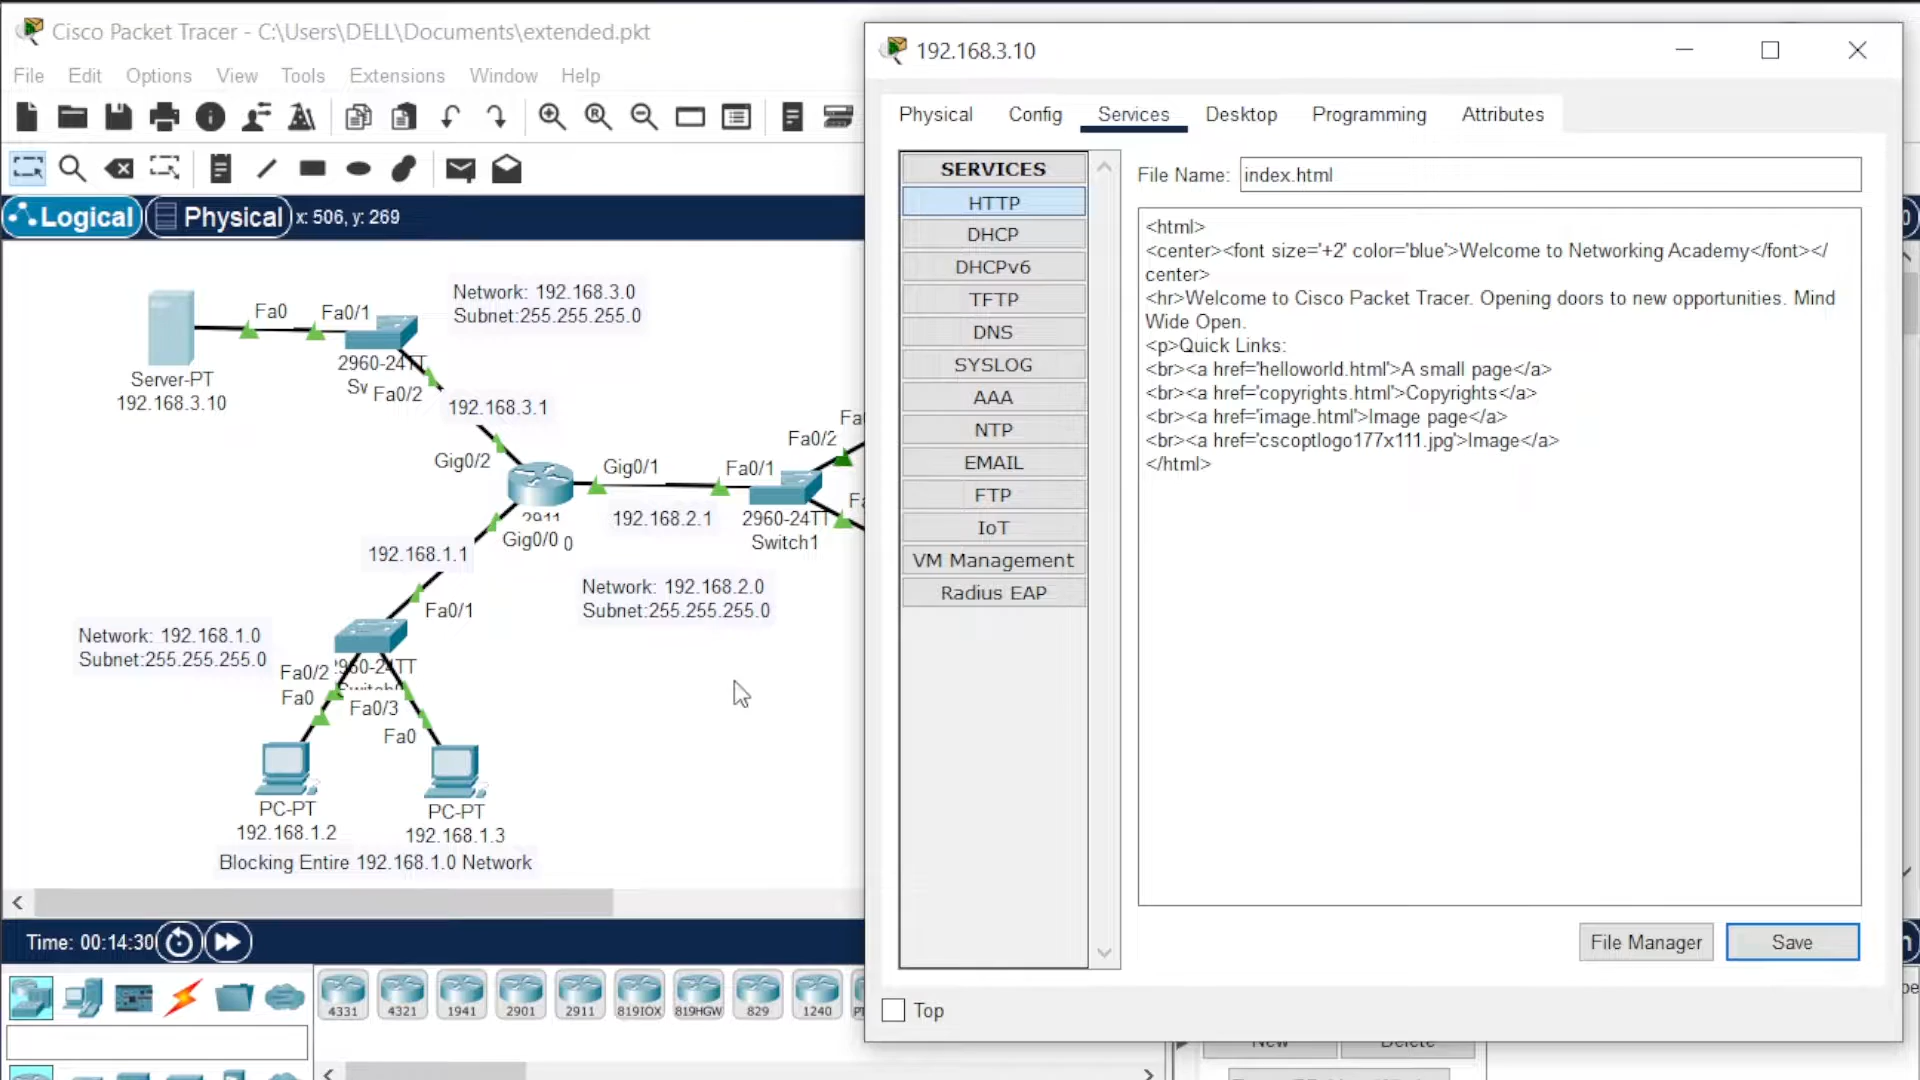 Cisco Packet Tracer - C:\Users\DELL\Documents\extended.pkt
File Edit Options View Tools Extensions Window Help
Logical
Physical
x: 506, y: 269
Network: 192.168.3.0
Subnet:255.255.255.0
Fa0
Fa0/1
2960-24TT
Fa0/2
Server-PT
192.168.3.10
192.168.3.1
Gig0/2
Gig0/1
Fa0/1
Fa0/2
2911
Gig0/0
192.168.2.1
2960-24TT
Switch1
192.168.1.1
Network: 192.168.2.0
Subnet:255.255.255.0
Fa0/1
Network: 192.168.1.0
Subnet:255.255.255.0
Fa0/2
2960-24TT
Switch0
Fa0
Fa0/3
Fa0
PC-PT
192.168.1.2
PC-PT
192.168.1.3
Blocking Entire 192.168.1.0 Network
Time: 00:14:30
4331 4321 1941 2901 2911 819IOX 819HGW 829 1240
192.168.3.10
Physical Config Services Desktop Programming Attributes
SERVICES
HTTP
DHCP
DHCPv6
TFTP
DNS
SYSLOG
AAA
NTP
EMAIL
FTP
IoT
VM Management
Radius EAP
File Name: index.html
<html>
<center><font size='+2' color='blue'>Welcome to Networking Academy</font></
center>
<hr>Welcome to Cisco Packet Tracer. Opening doors to new opportunities. Mind
Wide Open.
<p>Quick Links:
<br><a href='helloworld.html'>A small page</a>
<br><a href='copyrights.html'>Copyrights</a>
<br><a href='image.html'>Image page</a>
<br><a href='cscoptlogo177x111.jpg'>Image</a>
</html>
File Manager
Save
Top
New
Delete